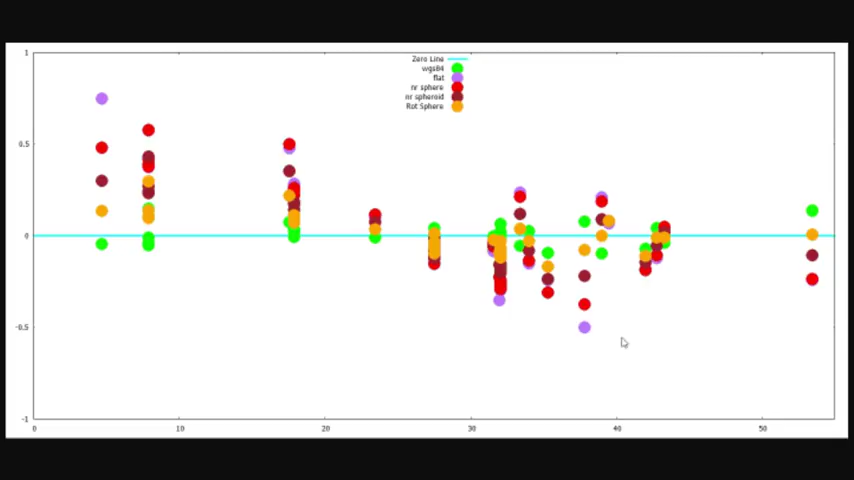 Zero Line
wgs84
flat
nr sphere
nr spheroid
Rot Sphere
1
0.5
0
-0.5
-1
0 10 20 30 40 50